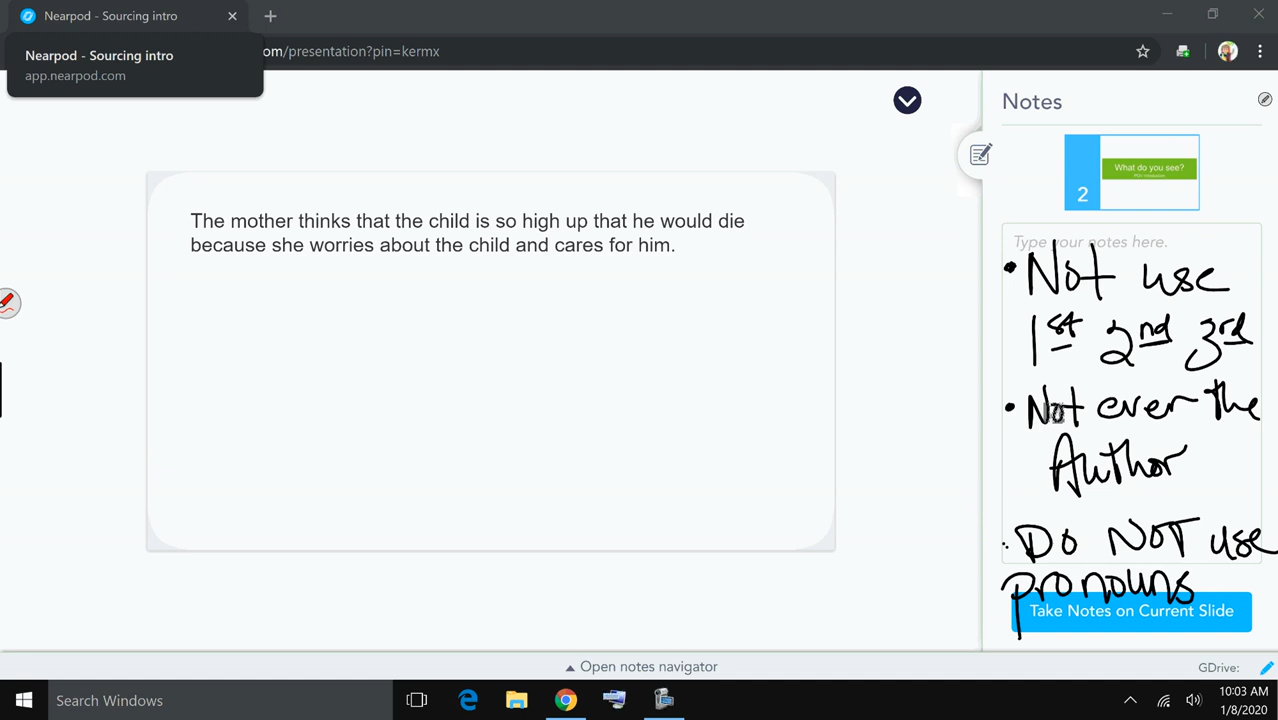 Nearpod - Sourcing intro
Nearpod - Sourcing intro
app.nearpod.com
om/presentation?pin=kermx
Notes
What do you see?
2
The mother thinks that the child is so high up that he would die
because she worries about the child and cares for him.
Type your notes here.
• Not use
1st 2nd 3rd
• Not ever the
Author
. Do NOT use
pronouns
Take Notes on Current Slide
Open notes navigator
GDrive:
Search Windows
10:03 AM
1/8/2020